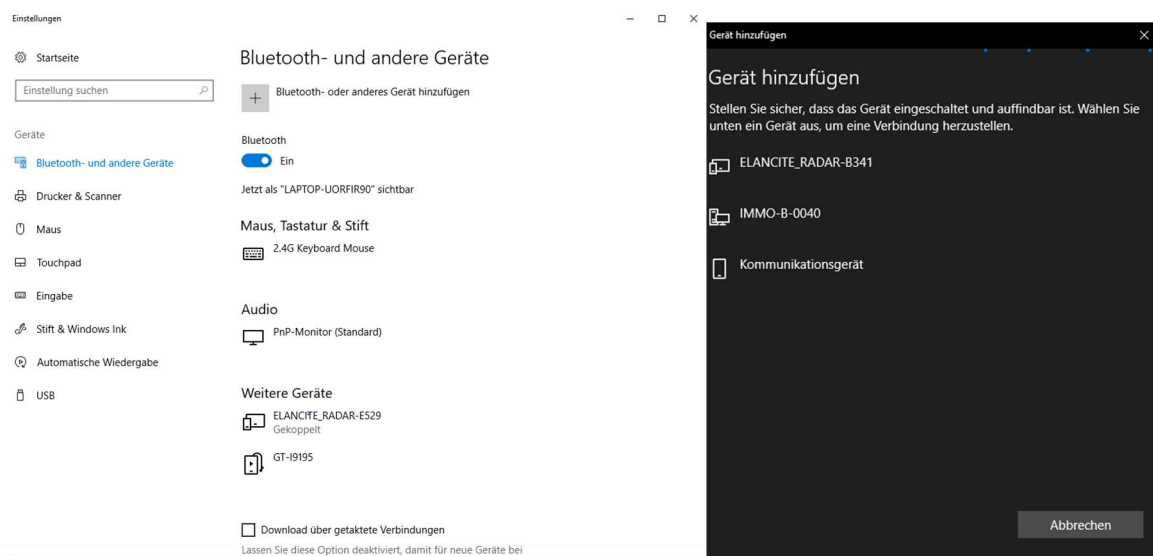 Einstellungen
Startseite
Einstellung suchen
Geräte
Bluetooth- und andere Geräte
Drucker & Scanner
Maus
Touchpad
Eingabe
Stift & Windows Ink
Automatische Wiedergabe
USB
Bluetooth- und andere Geräte
Bluetooth- oder anderes Gerät hinzufügen
Bluetooth
Ein
Jetzt als "LAPTOP-UORFIR90" sichtbar
Maus, Tastatur & Stift
2.4G Keyboard Mouse
Audio
PnP-Monitor (Standard)
Weitere Geräte
ELANCITE_RADAR-E529
Gekoppelt
GT-I9195
Download über getaktete Verbindungen
Lassen Sie diese Option deaktiviert, damit für neue Geräte bei
Gerät hinzufügen
Gerät hinzufügen
Stellen Sie sicher, dass das Gerät eingeschaltet und auffindbar ist. Wählen Sie
unten ein Gerät aus, um eine Verbindung herzustellen.
ELANCITE_RADAR-B341
IMMO-B-0040
Kommunikationsgerät
Abbrechen